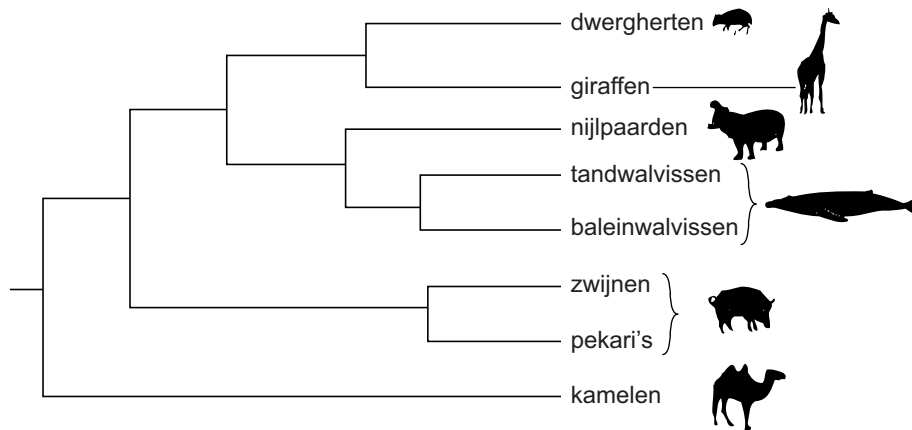 dwergherten
giraffen
nijlpaarden
tandwalvissen
baleinwalvissen
zwijnen
pekari's
kamelen